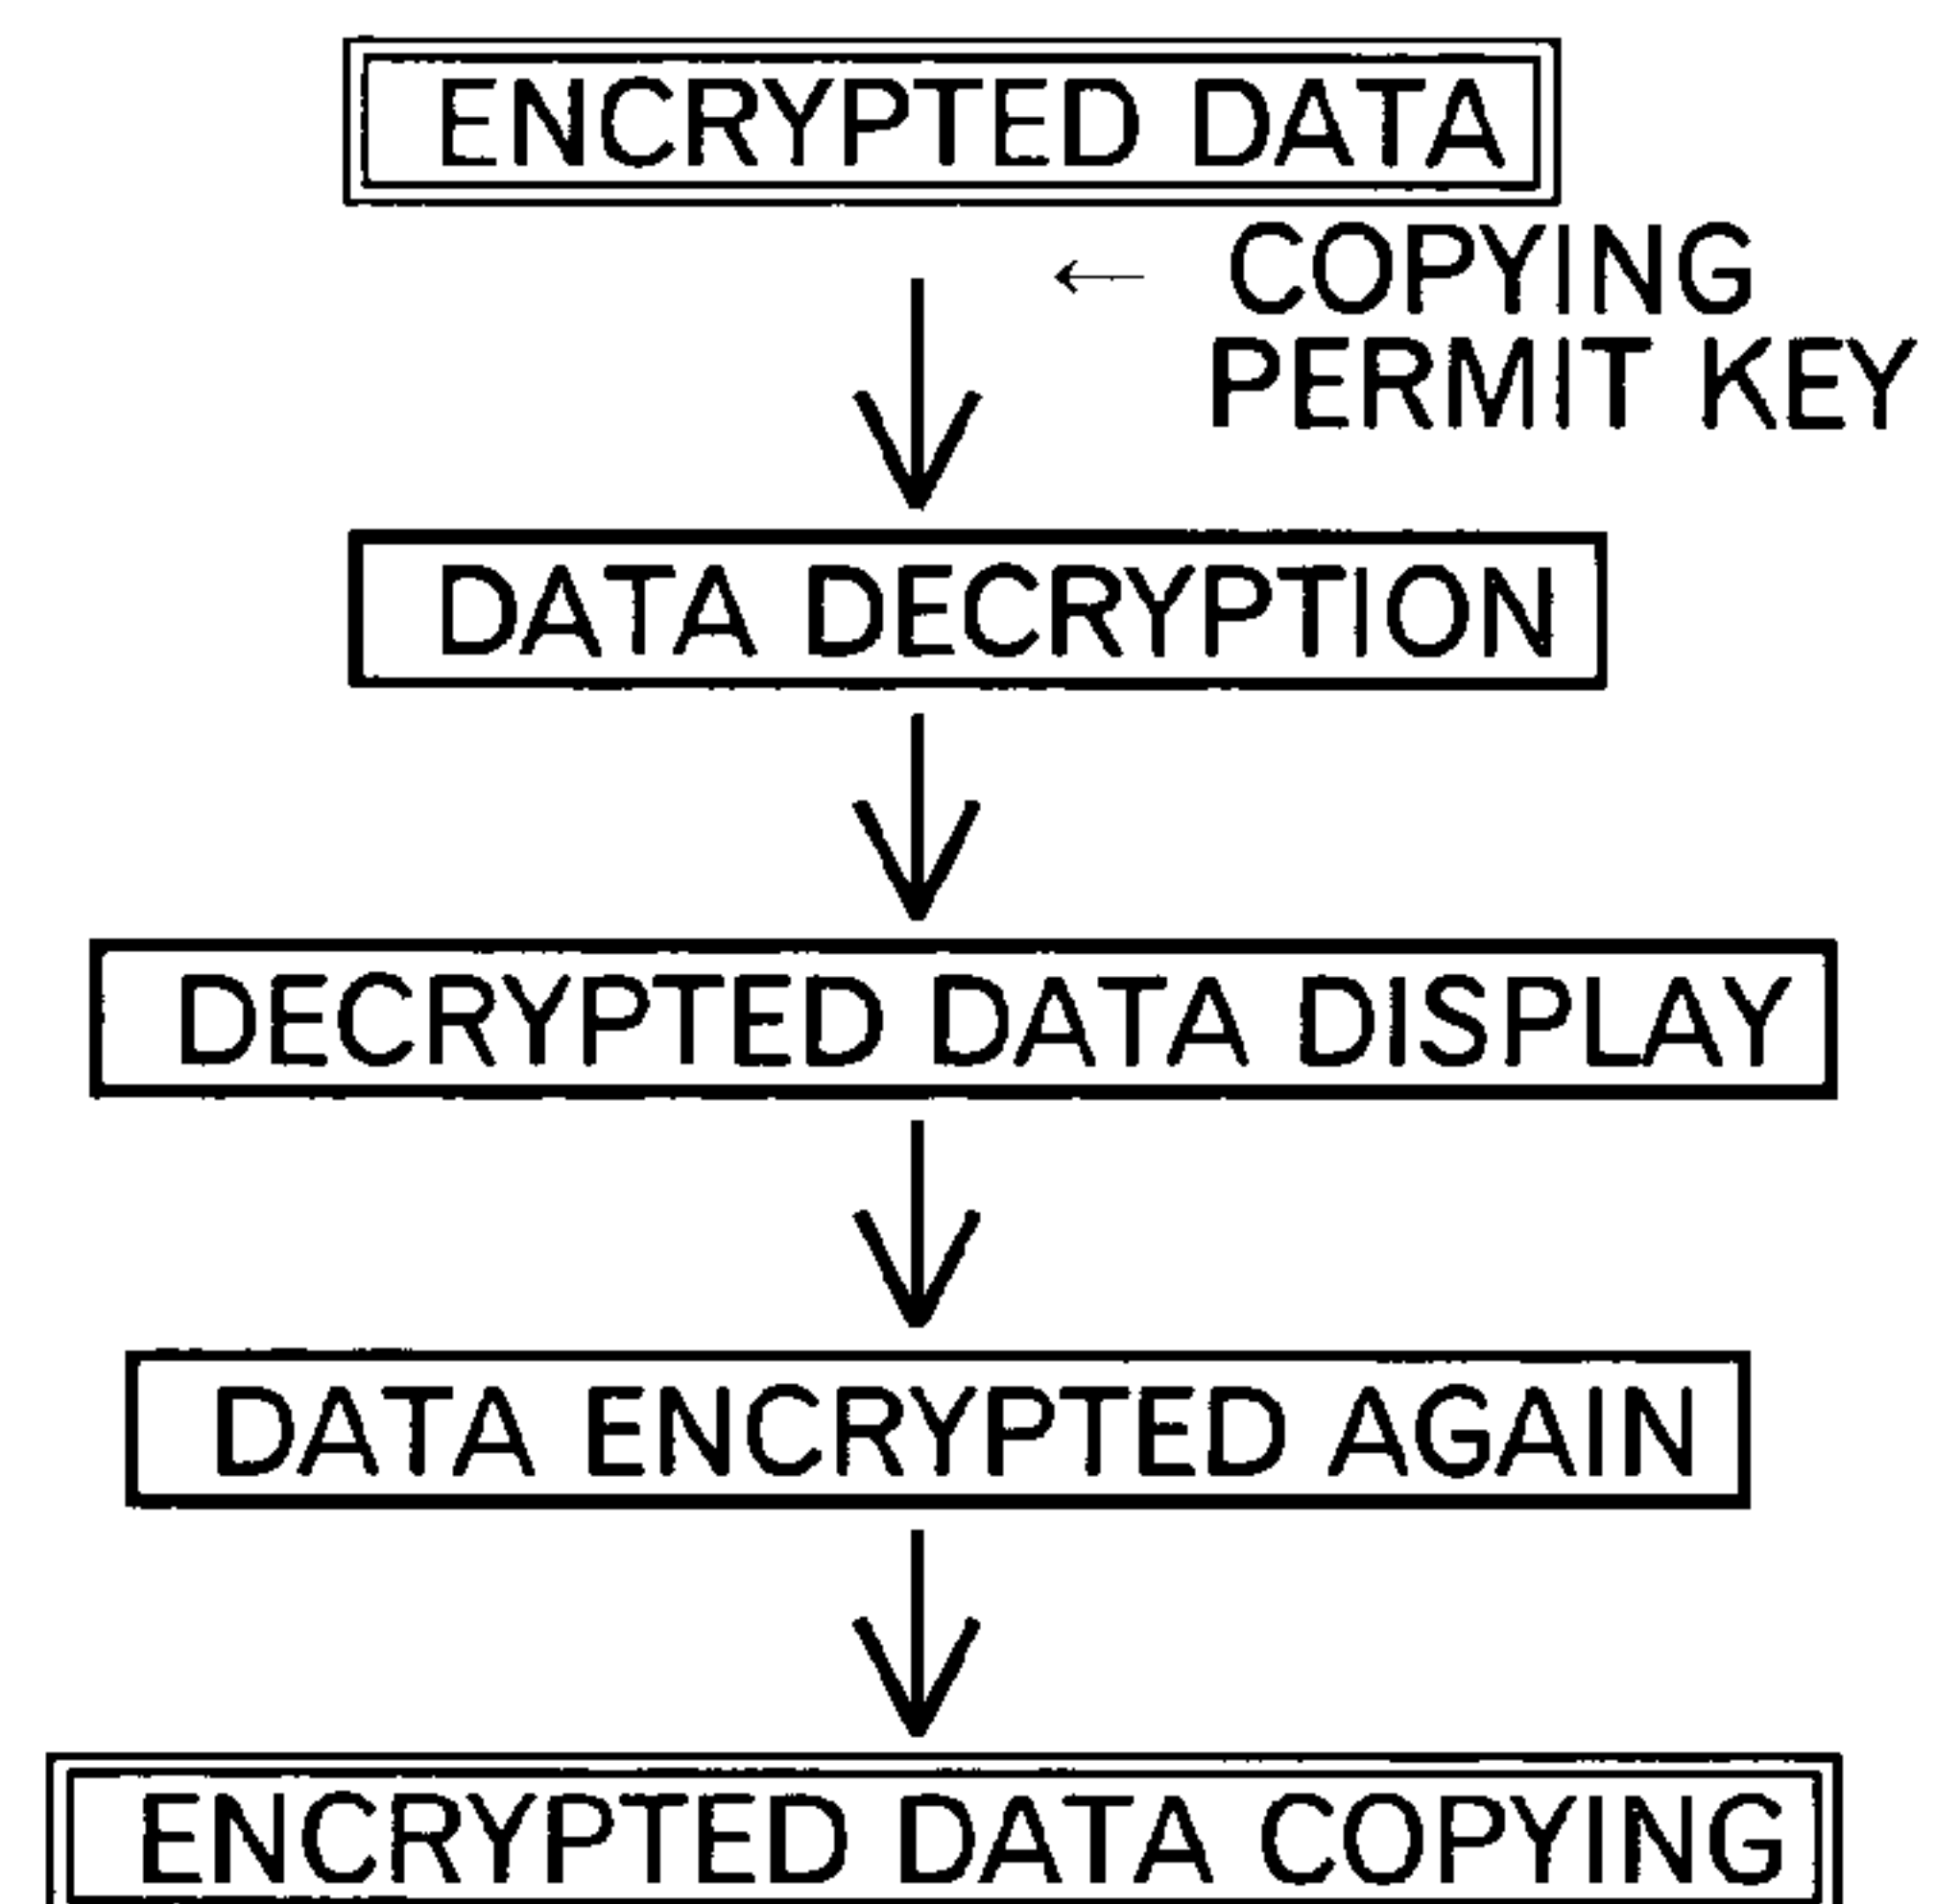 ENCRYPTED DATA
← COPYING
PERMIT KEY
DATA DECRYPTION
DECRYPTED DATA DISPLAY
DATA ENCRYPTED AGAIN
ENCRYPTED DATA COPYING